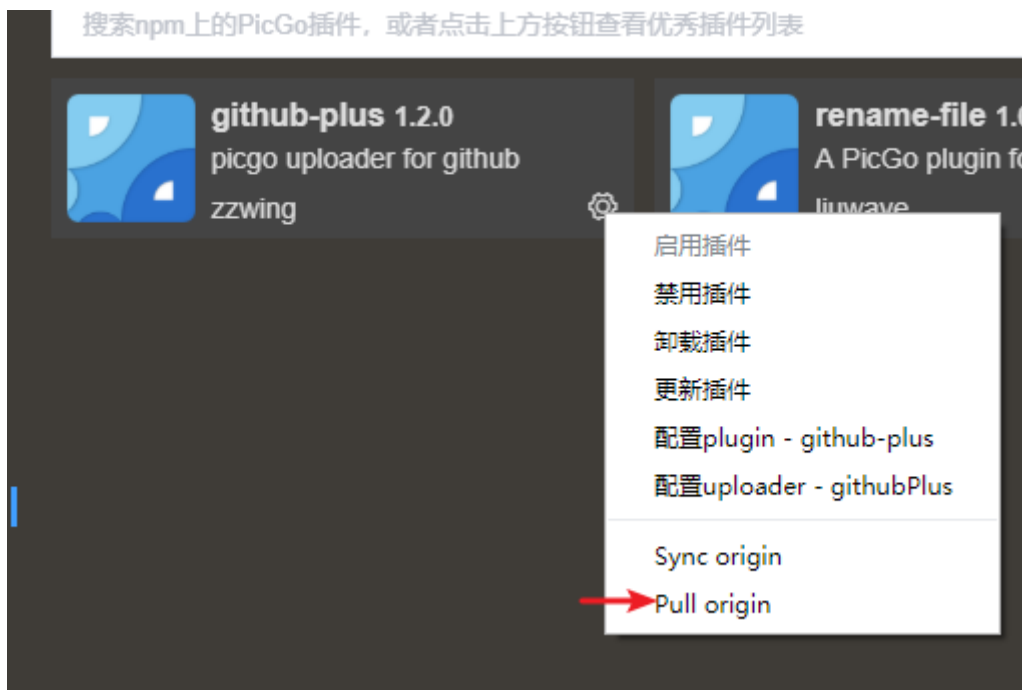 搜索npm上的PicGo插件，或者点击上方按钮查看优秀插件列表
github-plus 1.2.0
picgo uploader for github
zzwing
rename-file 1.
A PicGo plugin
liuwave
启用插件
禁用插件
卸载插件
更新插件
配置plugin - github-plus
配置uploader - githubPlus
Sync origin
Pull origin